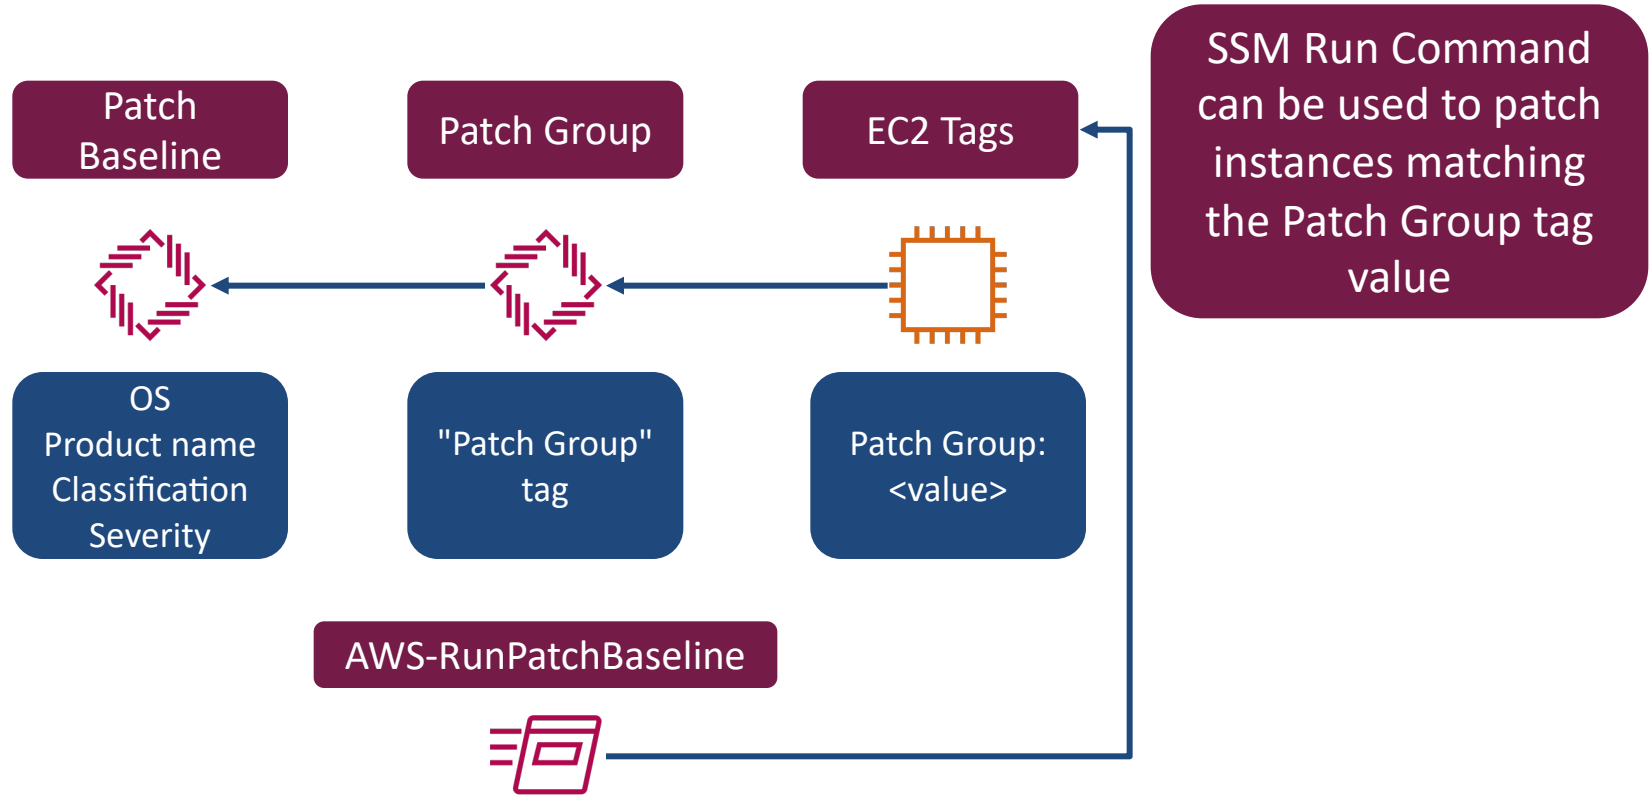 Patch
Baseline
Patch Group
EC2 Tags
SSM Run Command
can be used to patch
instances matching
the Patch Group tag
value
OS
Product name
Classification
Severity
"Patch Group"
tag
Patch Group:
<value>
AWS-RunPatchBaseline